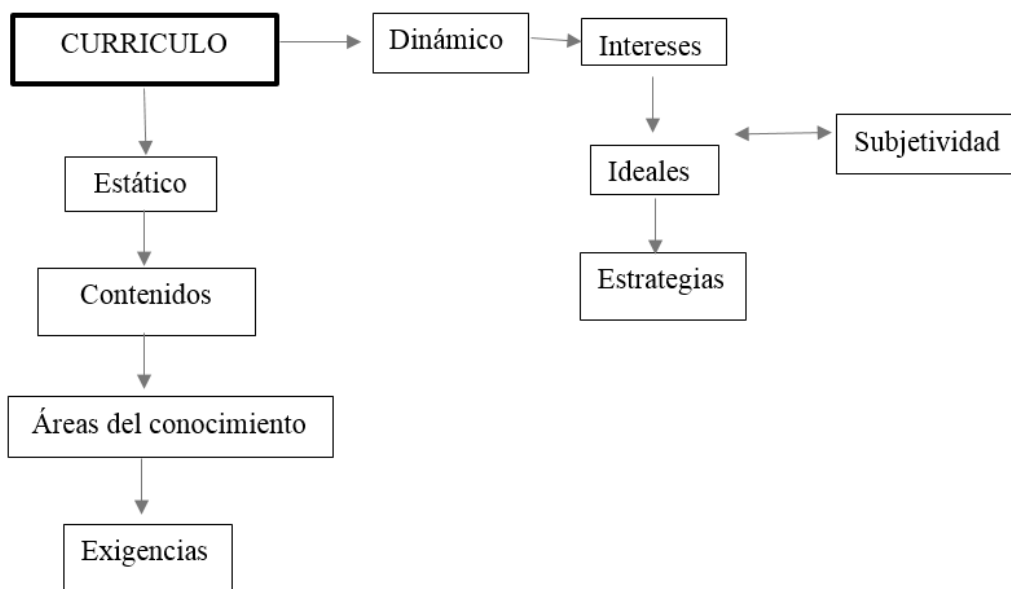 CURRICULO
Dinámico
Intereses
Subjetividad
Ideales
Estático
Estrategias
Contenidos
Áreas del conocimiento
Exigencias